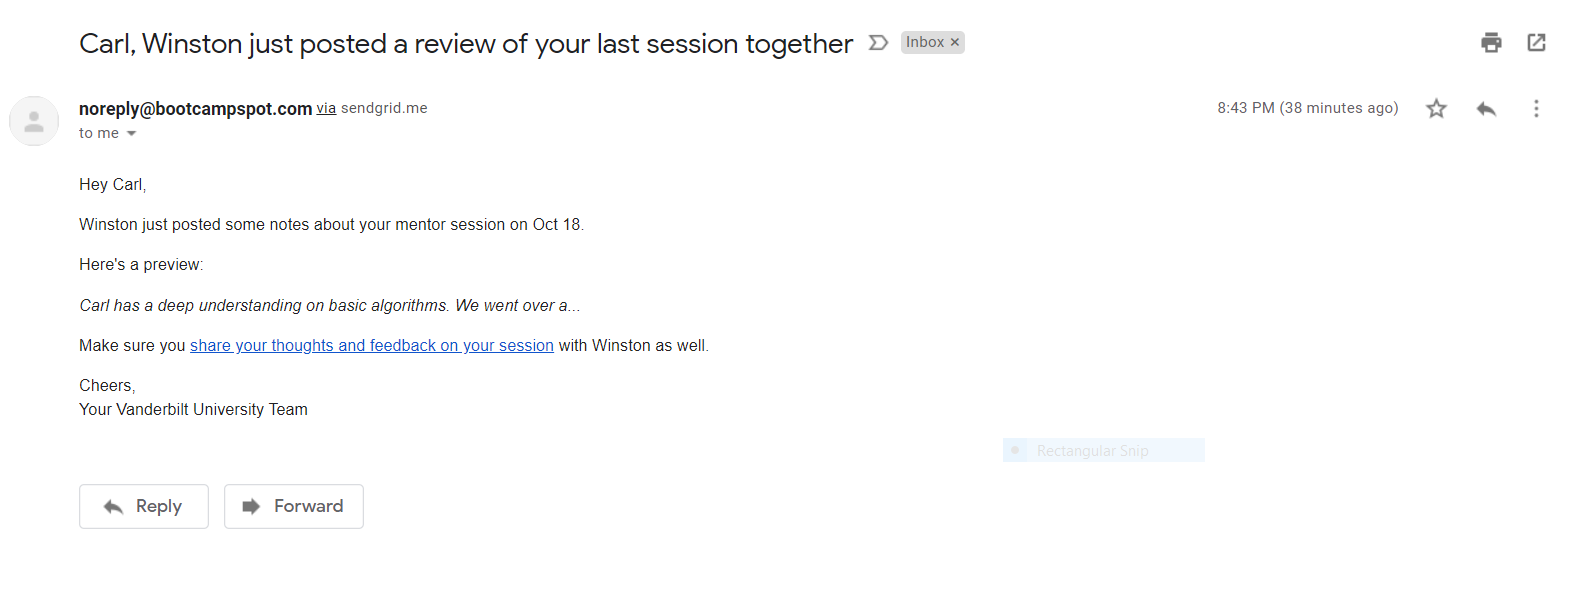 Carl, Winston just posted a review of your last session together Inbox ×
noreply@bootcampspot.com via sendgrid.me 8:43 PM (38 minutes ago)
to me
Hey Carl,
Winston just posted some notes about your mentor session on Oct 18.
Here's a preview:
Carl has a deep understanding on basic algorithms. We went over a...
Make sure you share your thoughts and feedback on your session with Winston as well.
Cheers,
Your Vanderbilt University Team
Rectangular Snip
Reply Forward